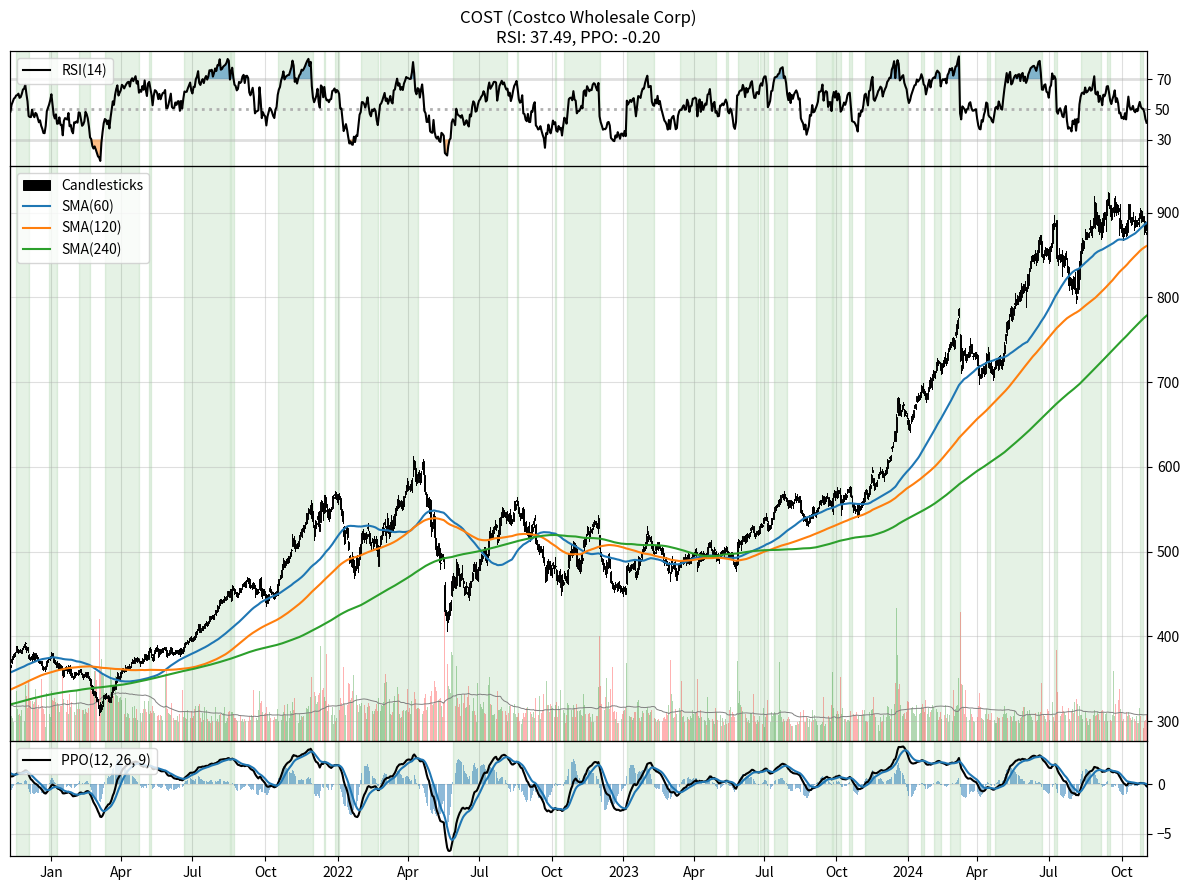 COST (Costco Wholesale Corp)
RSI: 37.49, PPO: -0.20
RSI(14)
70
50
30
Candlesticks
SMA(60)
SMA(120)
SMA(240)
900
800
700
600
500
400
300
PPO(12, 26, 9)
0
−5
Jan Apr Jul Oct 2022 Apr Jul Oct 2023 Apr Jul Oct 2024 Apr Jul Oct